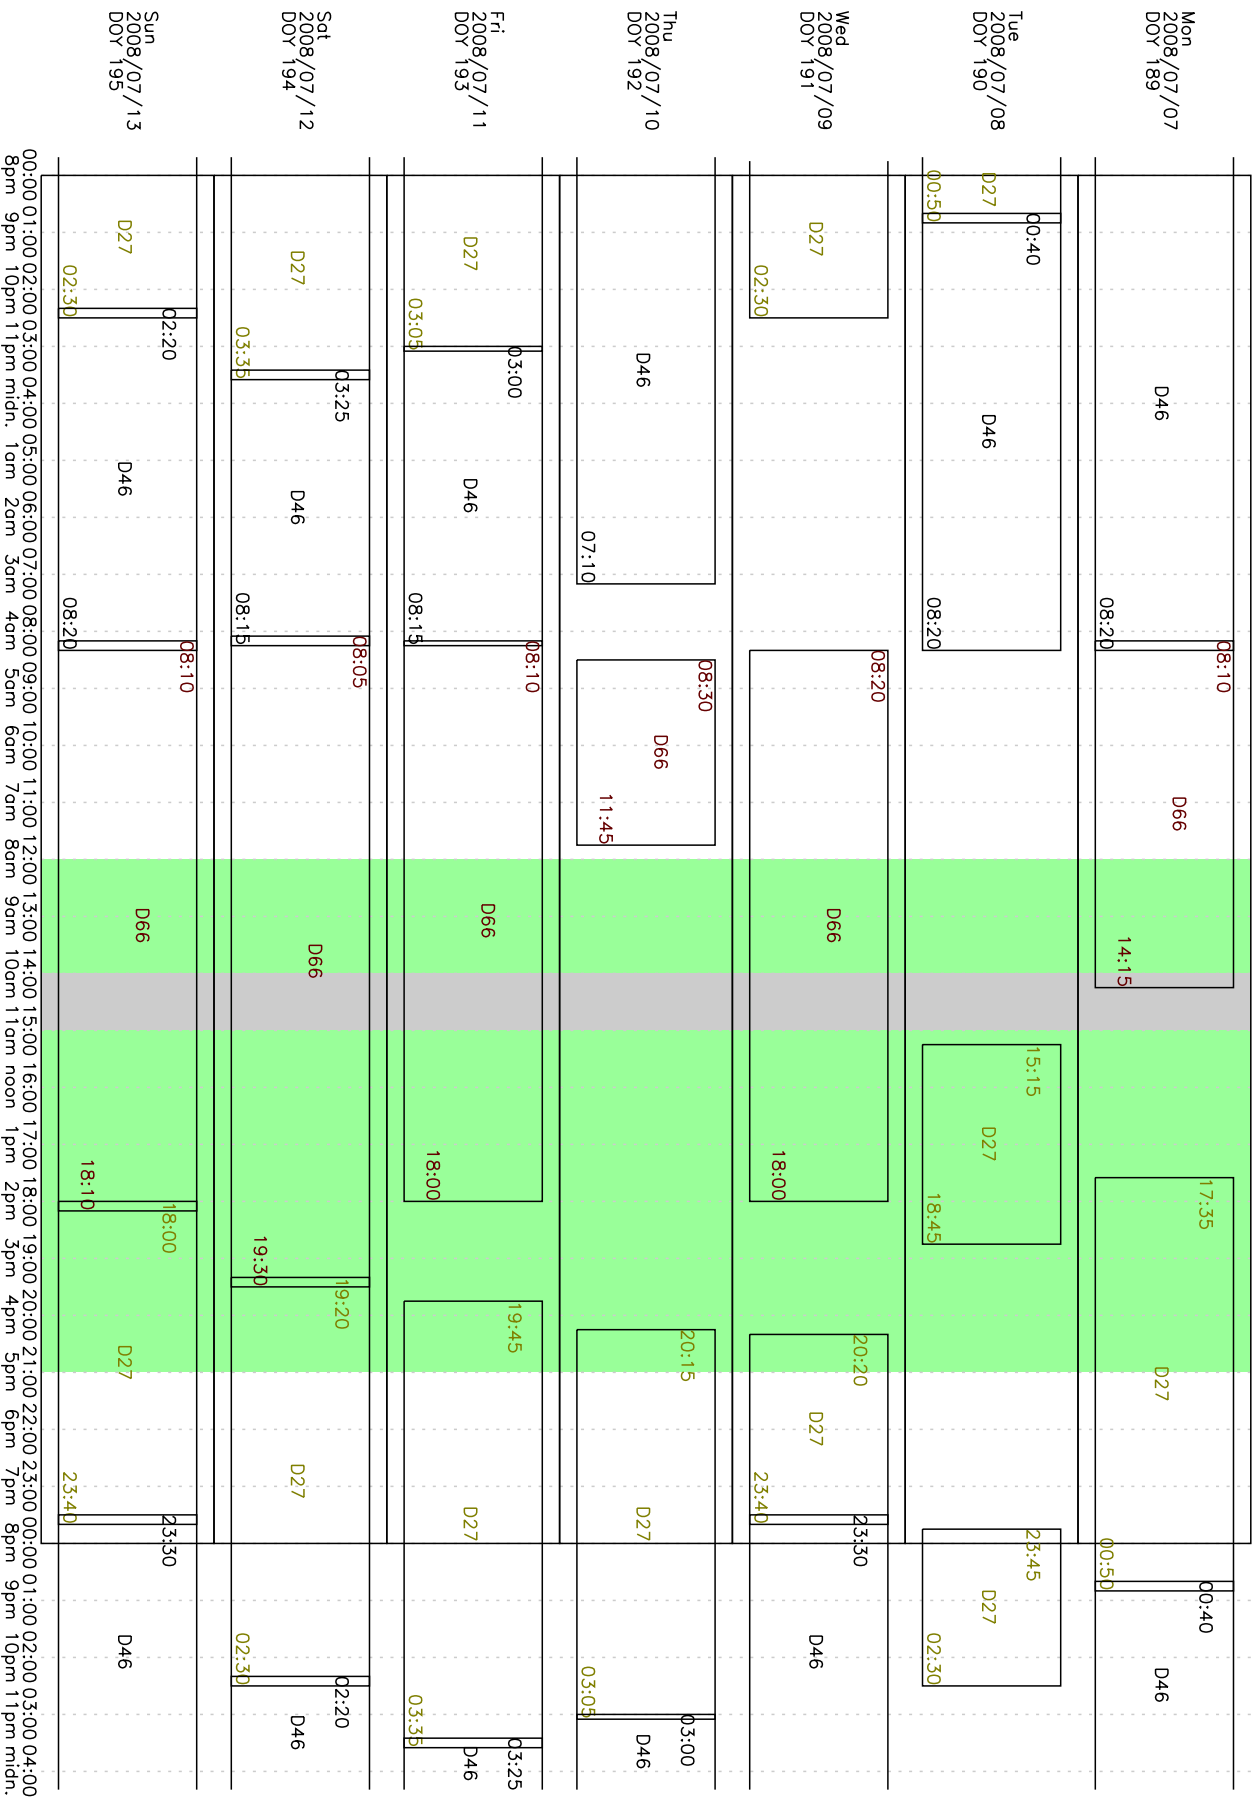 Mon
2008/07/07
DOY 189
D46
08:20
08:10
D66
14:15
17:35
D27
00:50
00:40
D46
Tue
2008/07/08
DOY 190
D27
00:50
00:40
D46
08:20
15:15
D27
18:45
23:45
D27
02:30
Wed
2008/07/09
DOY 191
D27
02:30
08:20
D66
18:00
20:20
D27
23:40
23:30
D46
Thu
2008/07/10
DOY 192
D46
07:10
08:30
D66
11:45
20:15
D27
03:05
03:00
D46
Fri
2008/07/11
DOY 193
D27
03:05
03:00
D46
08:15
08:10
D66
18:00
19:45
D27
03:35
03:25
D46
Sat
2008/07/12
DOY 194
D27
03:35
03:25
D46
08:15
08:05
D66
19:30
19:20
D27
02:30
02:20
D46
Sun
2008/07/13
DOY 195
D27
02:30
02:20
D46
08:20
08:10
D66
18:10
18:00
D27
23:40
23:30
D46
00:00 01:00 02:00 03:00 04:00 05:00 06:00 07:00 08:00 09:00 10:00 11:00 12:00 13:00 14:00 15:00 16:00 17:00 18:00 19:00 20:00 21:00 22:00 23:00 00:00 01:00 02:00 03:00 04:00
8pm 9pm 10pm 11pm midn. 1am 2am 3am 4am 5am 6am 7am 8am 9am 10am 11am noon 1pm 2pm 3pm 4pm 5pm 6pm 7pm 8pm 9pm 10pm 11pm midn.